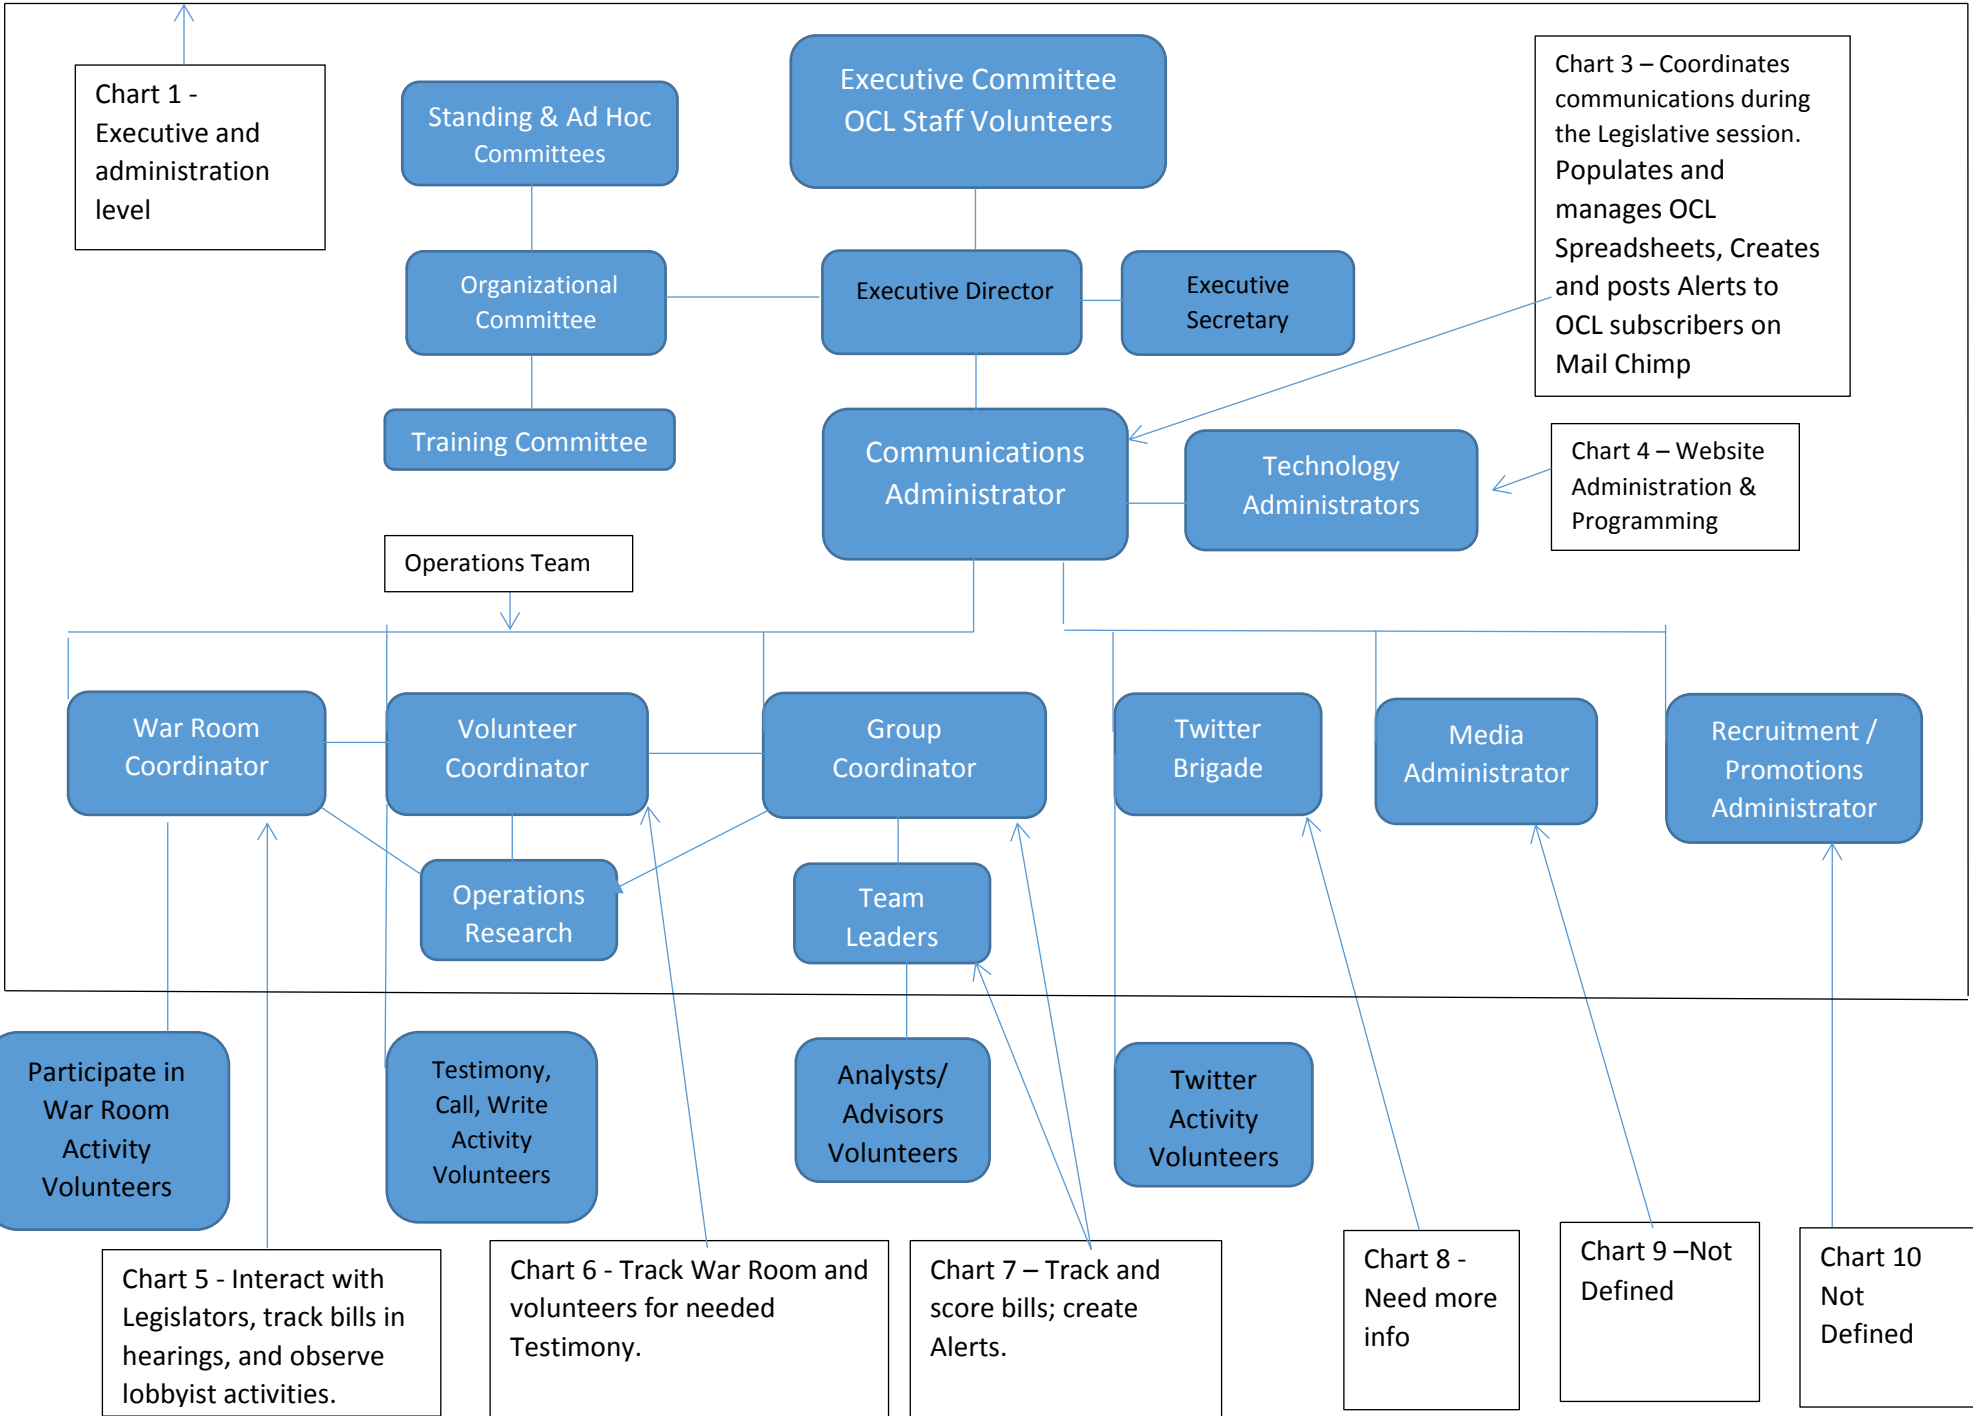 Chart 1 -
Executive and
administration
level
Standing & Ad Hoc
Committees
Executive Committee
OCL Staff Volunteers
Chart 3 – Coordinates
communications during
the Legislative session.
Populates and
manages OCL
Spreadsheets, Creates
and posts Alerts to
OCL subscribers on
Mail Chimp
Organizational
Committee
Executive Director
Executive
Secretary
Training Committee
Communications
Administrator
Technology
Administrators
Chart 4 – Website
Administration &
Programming
Operations Team
War Room
Coordinator
Volunteer
Coordinator
Group
Coordinator
Twitter
Brigade
Media
Administrator
Recruitment /
Promotions
Administrator
Operations
Research
Team
Leaders
Participate in
War Room
Activity
Volunteers
Testimony,
Call, Write
Activity
Volunteers
Analysts/
Advisors
Volunteers
Twitter
Activity
Volunteers
Chart 5 - Interact with
Legislators, track bills in
hearings, and observe
lobbyist activities.
Chart 6 - Track War Room and
volunteers for needed
Testimony.
Chart 7 – Track and
score bills; create
Alerts.
Chart 8 -
Need more
info
Chart 9 –Not
Defined
Chart 10
Not
Defined